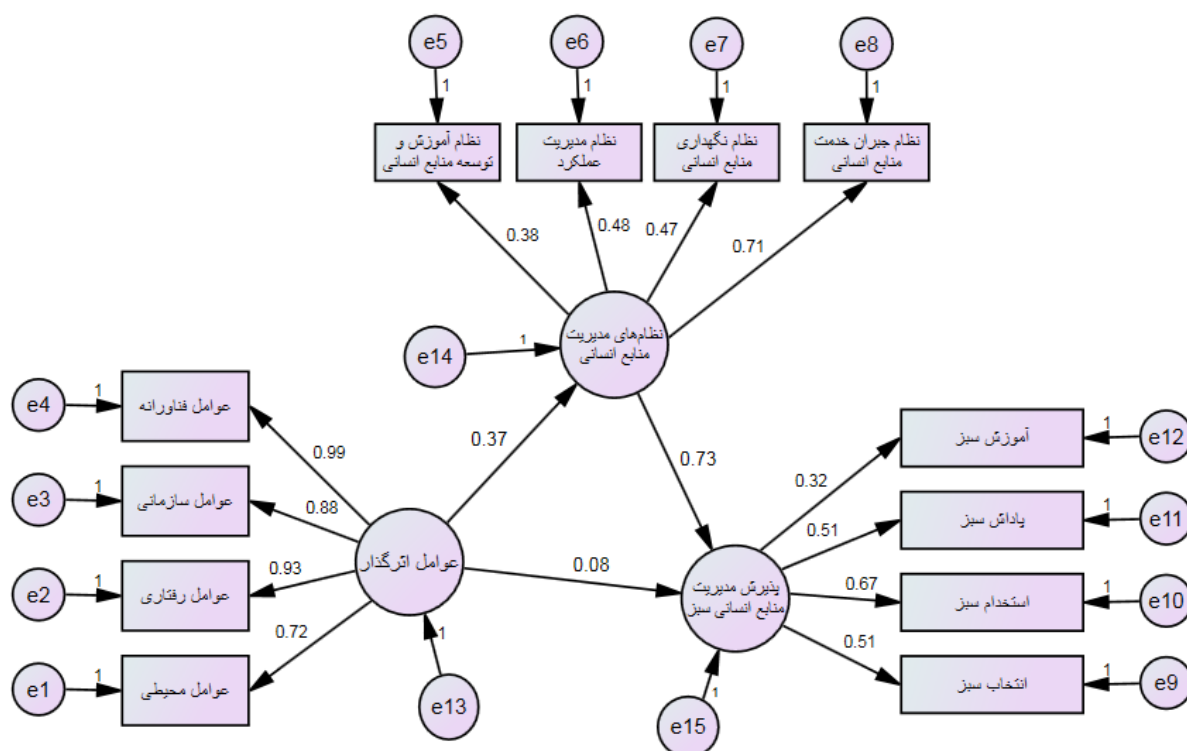 e5
e6
e7
e8
1
1
1
1
نظام آموزش و
توسعه منابع انسانی
نظام مدیریت
عملکرد
نظام نگهداری
منابع انسانی
نظام جبران خدمت
منابع انسانی
0.38
0.48
0.47
0.71
e14
1
نظام‌های مدیریت
منابع انسانی
e4
1
عوامل فناورانه
e3
1
عوامل سازمانی
e2
1
عوامل رفتاری
e1
1
عوامل محیطی
0.99
0.88
0.93
0.72
عوامل اثرگذار
1
e13
0.37
0.73
0.08
پذیرش مدیریت
منابع انسانی سبز
1
e15
0.32
0.51
0.67
0.51
آموزش سبز
1
e12
پاداش سبز
1
e11
استخدام سبز
1
e10
انتخاب سبز
1
e9